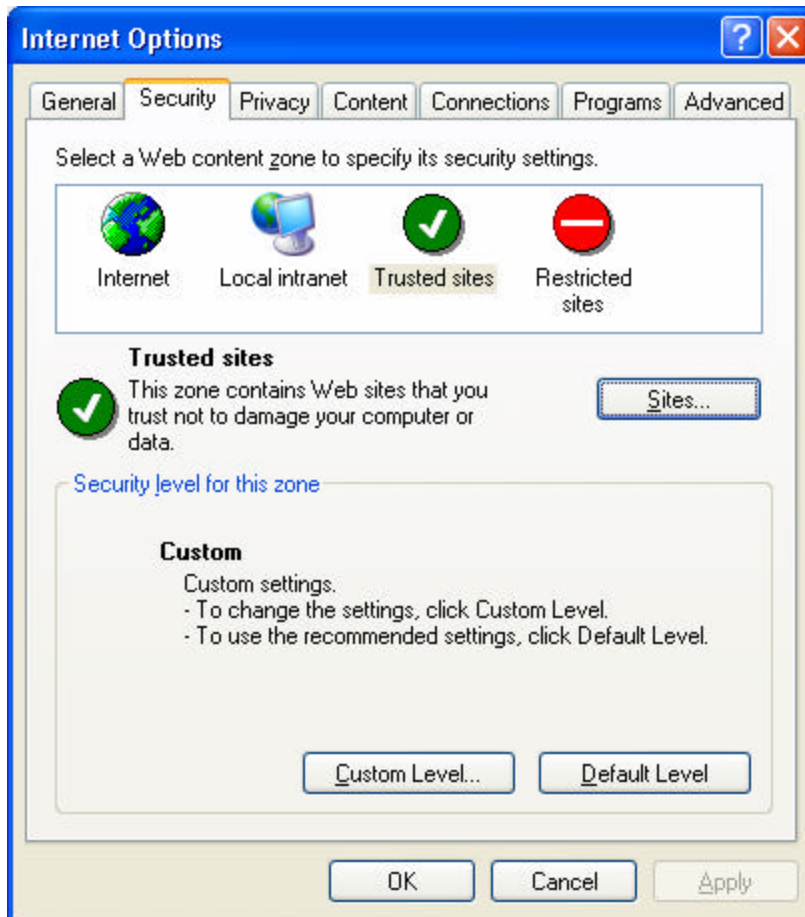 Internet Options
General Security Privacy Content Connections Programs Advanced
Select a Web content zone to specify its security settings.
Internet Local intranet Trusted sites Restricted
sites
Trusted sites
This zone contains Web sites that you
trust not to damage your computer or
data.
Sites...
Security level for this zone
Custom
Custom settings.
- To change the settings, click Custom Level.
- To use the recommended settings, click Default Level.
Custom Level... Default Level
OK Cancel Apply